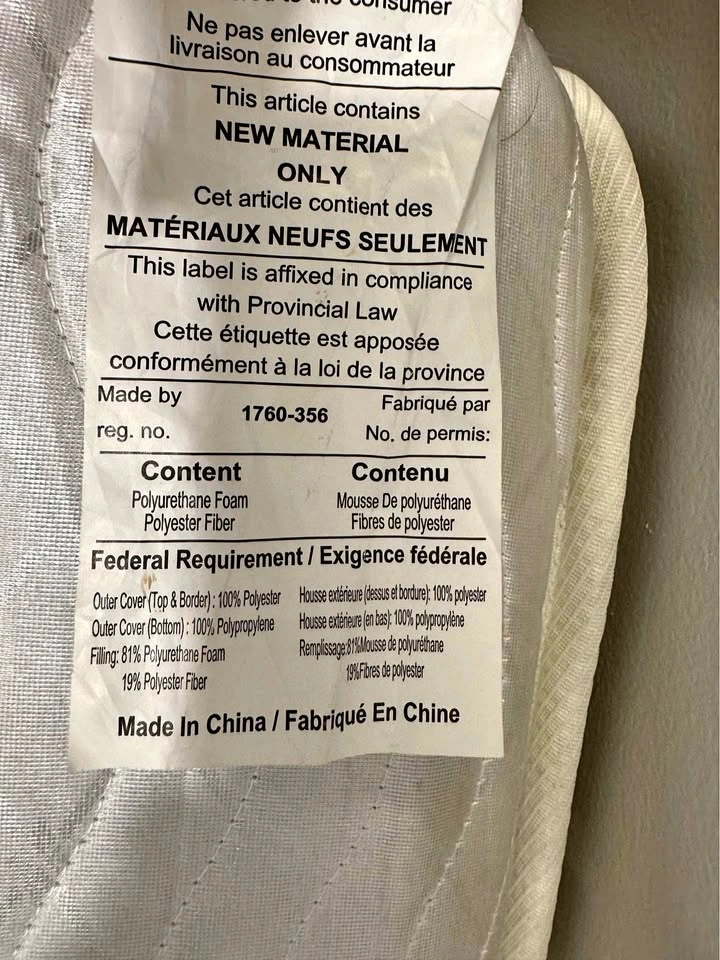 to the consumer
Ne pas enlever avant la
livraison au consommateur
This article contains
NEW MATERIAL
ONLY
Cet article contient des
MATÉRIAUX NEUFS SEULEMENT
This label is affixed in compliance
with Provincial Law
Cette étiquette est apposée
conformément à la loi de la province
Made by Fabriqué par
1760-356
reg. no. No. de permis:
Content Contenu
Polyurethane Foam Mousse De polyuréthane
Polyester Fiber Fibres de polyester
Federal Requirement / Exigence fédérale
Outer Cover (Top & Border) : 100% Polyester Housse extérieure (dessus et bordure): 100% polyester
Outer Cover (Bottom) : 100% Polypropylene Housse extérieure (en bas): 100% polypropylène
Filling: 81% Polyurethane Foam Remplissage:81%Mousse de polyuréthane
19% Polyester Fiber 19%Fibres de polyester
Made In China / Fabriqué En Chine